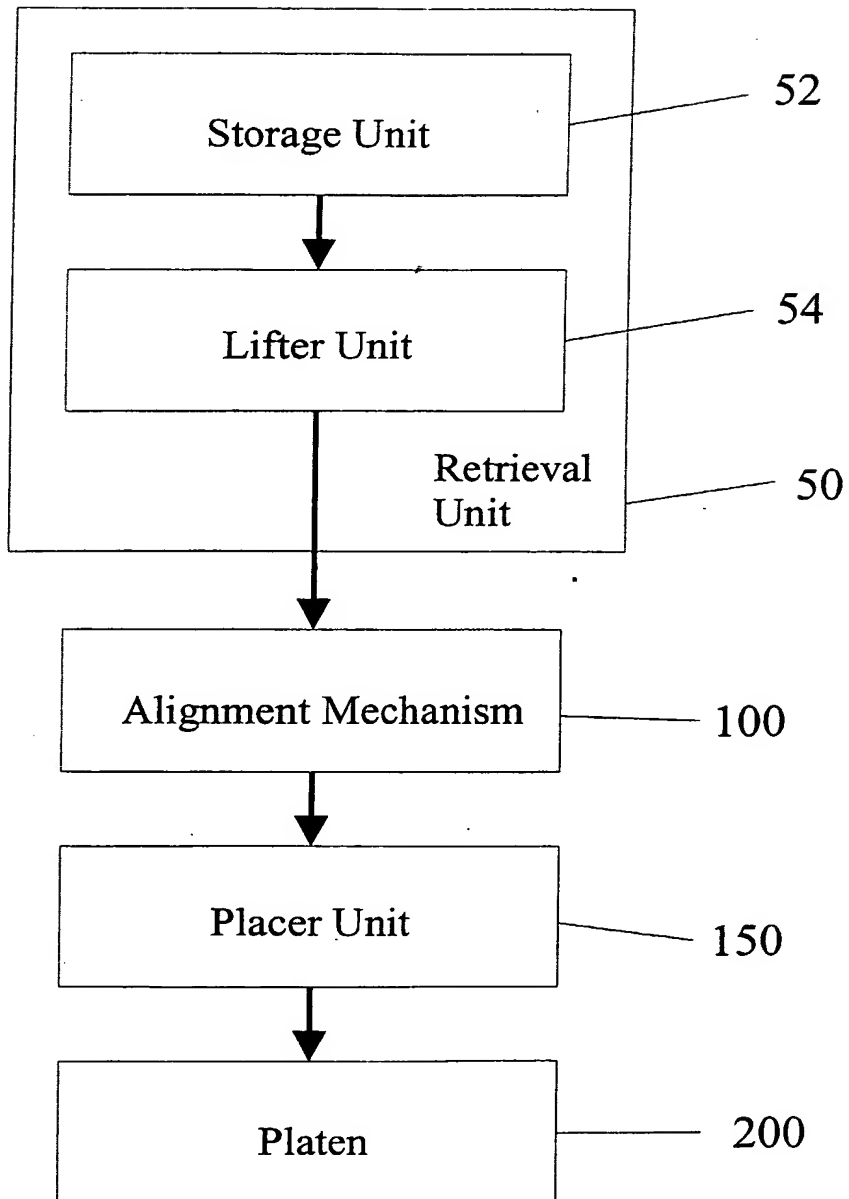 Storage Unit
52
Lifter Unit
54
Retrieval
Unit
50
Alignment Mechanism
100
Placer Unit
150
Platen
200